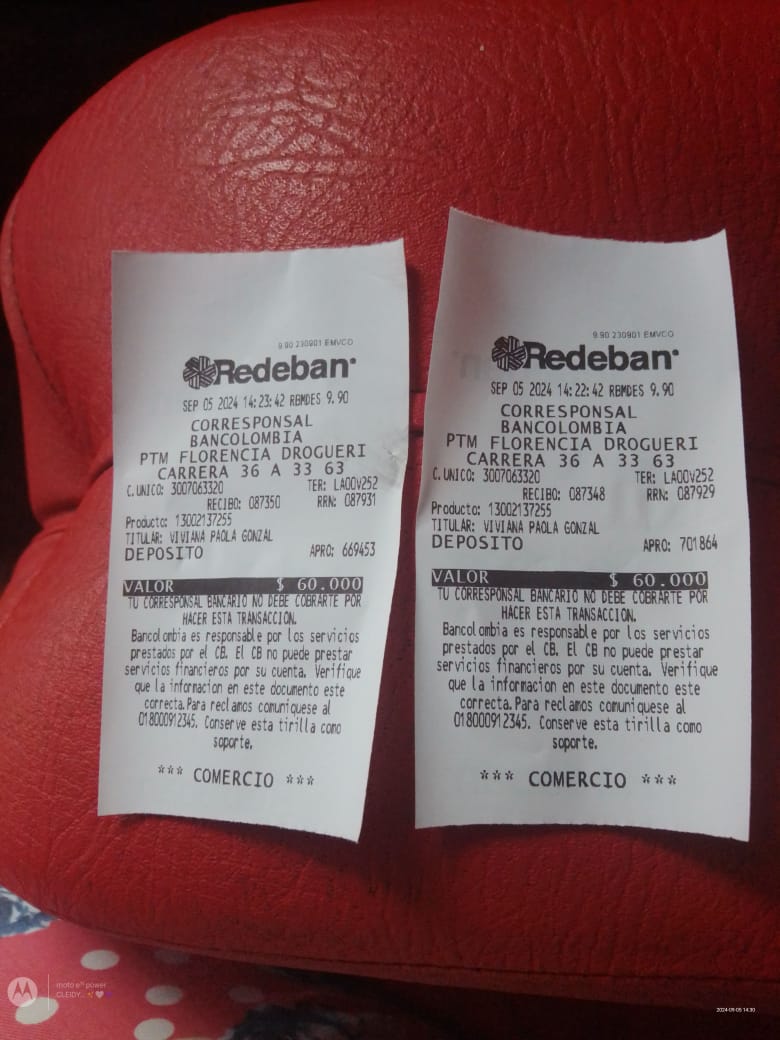 9.90 230901 EMVCO
Redeban
SEP 05 2024 14:23:42 RBMDES 9.90
CORRESPONSAL
BANCOLOMBIA
PTM FLORENCIA DROGUERI
CARRERA 36 A 33 63
C.UNICO: 3007063320 TER: LA00V252
RECIBO: 087350 RRN: 087931
Producto: 13002137255
TITULAR: VIVIANA PAOLA GONZAL
DEPOSITO APRO: 669453
VALOR $ 60.000
TU CORRESPONSAL BANCARIO NO DEBE COBRARTE POR
HACER ESTA TRANSACCION.
Bancolombia es responsable por los servicios
prestados por el CB. El CB no puede prestar
servicios financieros por su cuenta. Verifique
que la informacion en este documento este
correcta.Para reclamos comuniquese al
018000912345. Conserve esta tirilla como
soporte.
*** COMERCIO ***
9.90 230901 EMVCO
Redeban
SEP 05 2024 14:22:42 RBMDES 9.90
CORRESPONSAL
BANCOLOMBIA
PTM FLORENCIA DROGUERI
CARRERA 36 A 33 63
C.UNICO: 3007063320 TER: LA00V252
RECIBO: 087348 RRN: 087929
Producto: 13002137255
TITULAR: VIVIANA PAOLA GONZAL
DEPOSITO APRO: 701864
VALOR $ 60.000
TU CORRESPONSAL BANCARIO NO DEBE COBRARTE POR
HACER ESTA TRANSACCION.
Bancolombia es responsable por los servicios
prestados por el CB. El CB no puede prestar
servicios financieros por su cuenta. Verifique
que la informacion en este documento este
correcta.Para reclamos comuniquese al
018000912345. Conserve esta tirilla como
soporte.
*** COMERCIO ***
moto e⁵ power
CLEIDY..
2024-09-05 14:30